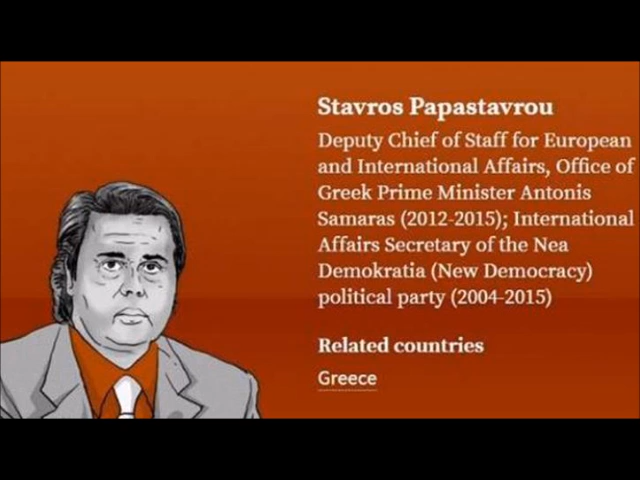 Stavros Papastavrou
Deputy Chief of Staff for European
and International Affairs, Office of
Greek Prime Minister Antonis
Samaras (2012-2015); International
Affairs Secretary of the Nea
Demokratia (New Democracy)
political party (2004-2015)
Related countries
Greece